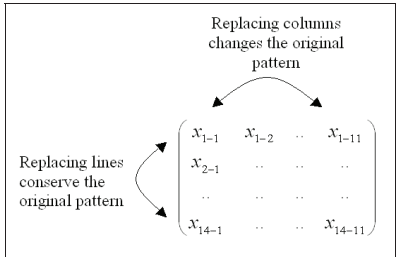 Replacing columns
changes the original
pattern
Replacing lines
conserve the
original pattern
x₁₋₁ x₁₋₂ .. x₁₋₁₁
x₂₋₁ .. .. ..
.. .. .. ..
x₁₄₋₁ .. .. x₁₄₋₁₁